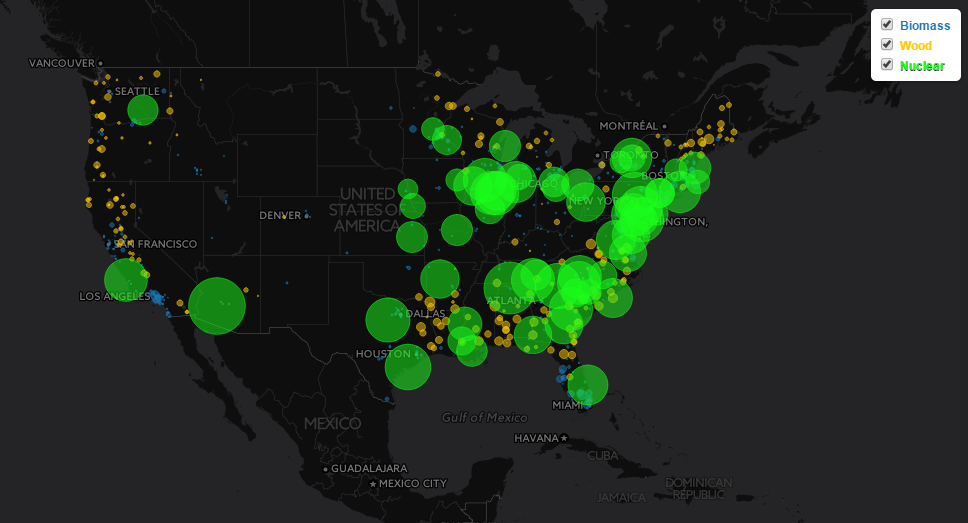 Biomass
Wood
Nuclear
VANCOUVER
SEATTLE
MONTRÉAL
TORONTO
BOSTON
CHICAGO
UNITED
STATES OF
AMERICA
NEW YORK
DENVER
SAN FRANCISCO
LOS ANGELES
ATLANTA
DALLAS
HOUSTON
MIAMI
Gulf of Mexico
MEXICO
HAVANA
CUBA
GUADALAJARA
MEXICO CITY
JAMAICA
DOMINICAN
REPUBLIC